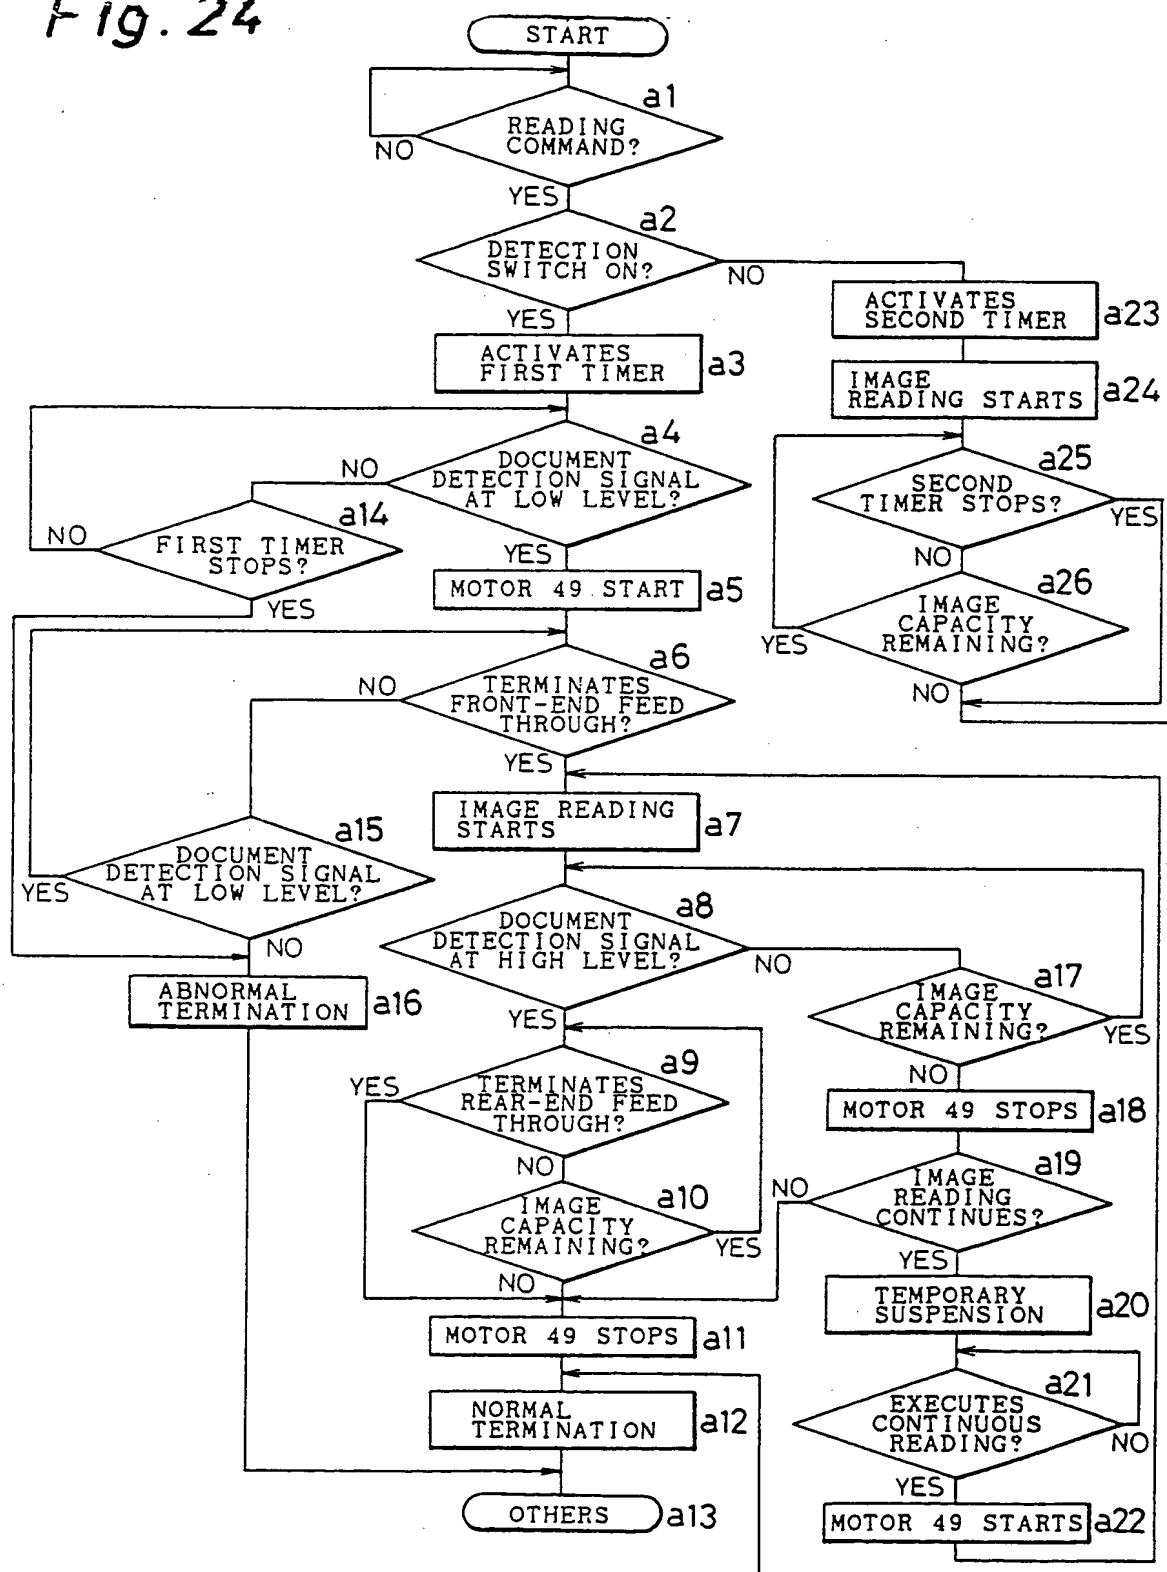 Fig. 24
START
a1
READING
COMMAND?
NO
YES
a2
DETECTION
SWITCH ON?
NO
YES
ACTIVATES
FIRST TIMER
a3
ACTIVATES
SECOND TIMER
a23
IMAGE
READING STARTS
a24
a4
DOCUMENT
DETECTION SIGNAL
AT LOW LEVEL?
NO
YES
a14
FIRST TIMER
STOPS?
NO
YES
a25
SECOND
TIMER STOPS?
YES
NO
MOTOR 49 START
a5
a26
IMAGE
CAPACITY
REMAINING?
YES
NO
a6
TERMINATES
FRONT-END FEED
THROUGH?
NO
YES
IMAGE READING
STARTS
a7
a15
DOCUMENT
DETECTION SIGNAL
AT LOW LEVEL?
YES
NO
a8
DOCUMENT
DETECTION SIGNAL
AT HIGH LEVEL?
NO
YES
ABNORMAL
TERMINATION
a16
a17
IMAGE
CAPACITY
REMAINING?
YES
NO
a9
TERMINATES
REAR-END FEED
THROUGH?
YES
NO
MOTOR 49 STOPS
a18
a10
IMAGE
CAPACITY
REMAINING?
YES
NO
a19
IMAGE
READING
CONTINUES?
NO
YES
TEMPORARY
SUSPENSION
a20
MOTOR 49 STOPS
a11
a21
EXECUTES
CONTINUOUS
READING?
NO
YES
NORMAL
TERMINATION
a12
OTHERS
a13
MOTOR 49 STARTS
a22